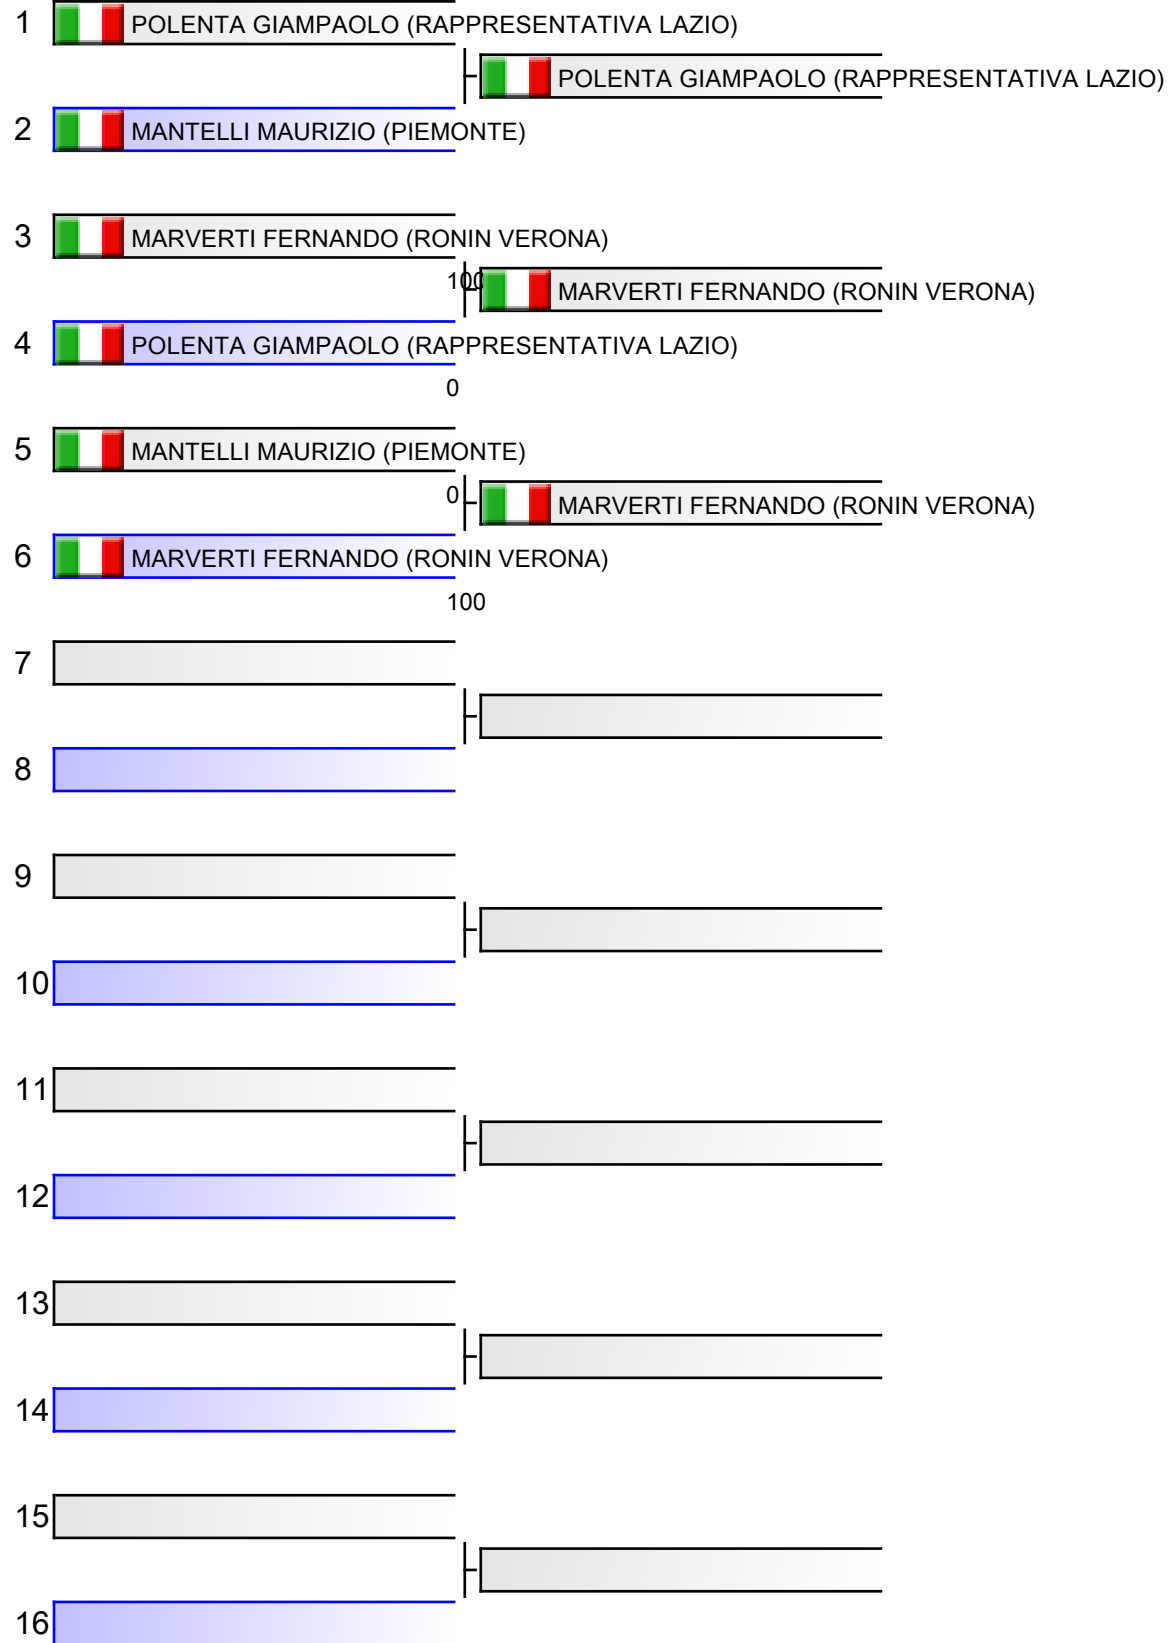 1 POLENTA GIAMPAOLO (RAPPRESENTATIVA LAZIO)
POLENTA GIAMPAOLO (RAPPRESENTATIVA LAZIO)
2 MANTELLI MAURIZIO (PIEMONTE)
3 MARVERTI FERNANDO (RONIN VERONA)
100
MARVERTI FERNANDO (RONIN VERONA)
4 POLENTA GIAMPAOLO (RAPPRESENTATIVA LAZIO)
0
5 MANTELLI MAURIZIO (PIEMONTE)
0
MARVERTI FERNANDO (RONIN VERONA)
6 MARVERTI FERNANDO (RONIN VERONA)
100
7
8
9
10
11
12
13
14
15
16